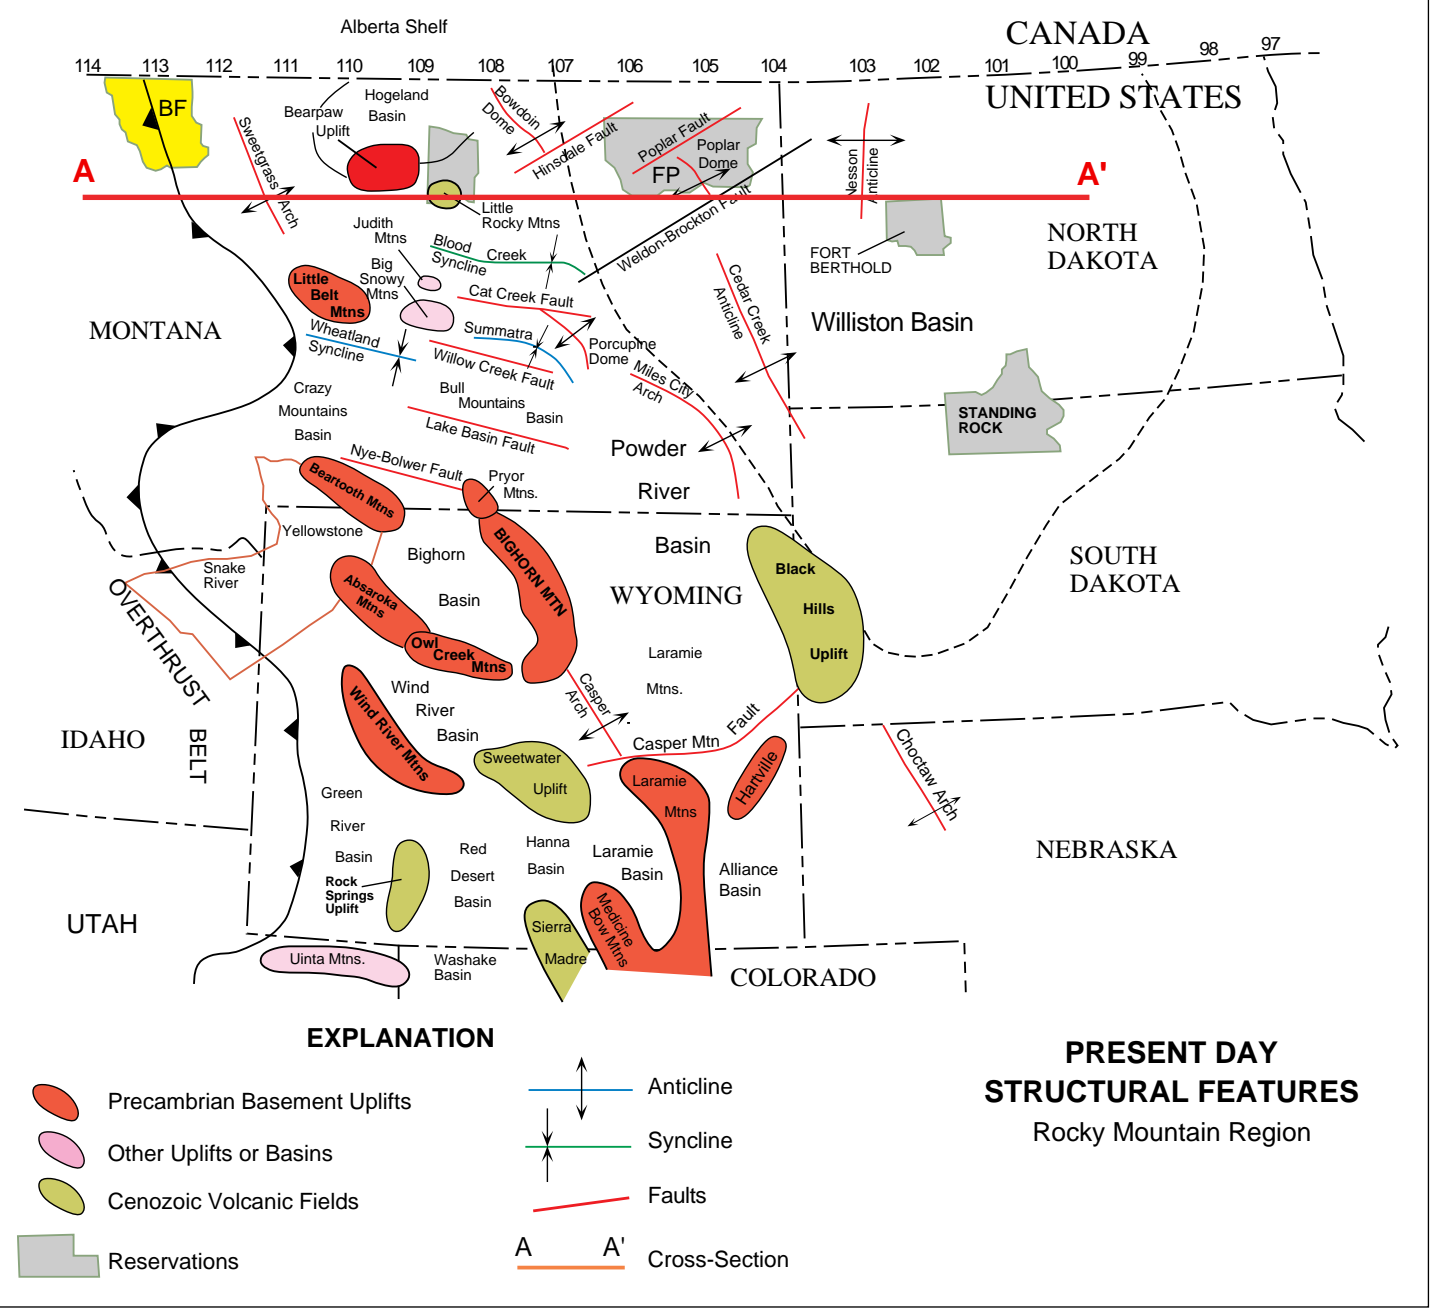 Alberta Shelf
CANADA
114 113 112 111 110 109 108 107 106 105 104 103 102 101 100 99 98 97
UNITED STATES
BF
Hogeland
Basin
Bearpaw
Uplift
Bowdoin
Dome
Hinsdale Fault
Poplar Fault
Poplar
Dome
FP
Sweetgrass
Arch
Nesson
Anticline
A
A'
Little
Rocky Mtns
Weldon-Brockton Fault
Judith
Mtns
Blood
Creek
Syncline
FORT
BERTHOLD
NORTH
DAKOTA
Big
Snowy
Mtns
Little
Belt
Mtns
Cat Creek Fault
Cedar Creek
Anticline
MONTANA
Wheatland
Syncline
Summatra
Porcupine
Dome
Williston Basin
Willow Creek Fault
Miles City
Arch
Crazy
Mountains
Basin
Bull
Mountains
Basin
Lake Basin Fault
STANDING
ROCK
Powder
River
Basin
Nye-Bolwer Fault
Pryor
Mtns.
Beartooth Mtns
Yellowstone
Bighorn
Basin
BIGHORN MTN
Snake
River
WYOMING
Black
Hills
Uplift
SOUTH
DAKOTA
Absaroka
Mtns
Owl
Creek
Mtns
OVERTHRUST
BELT
Laramie
Mtns.
Wind
River
Basin
Wind River Mtns
Casper
Arch
Casper Mtn
Fault
IDAHO
Sweetwater
Uplift
Laramie
Mtns
Hartville
Choctaw Arch
Green
River
Basin
Rock
Springs
Uplift
Red
Desert
Basin
Hanna
Basin
Laramie
Basin
Alliance
Basin
NEBRASKA
UTAH
Sierra
Madre
Medicine
Bow Mtns
Uinta Mtns.
Washake
Basin
COLORADO
EXPLANATION
Precambrian Basement Uplifts
Other Uplifts or Basins
Cenozoic Volcanic Fields
Reservations
Anticline
Syncline
Faults
A A' Cross-Section
PRESENT DAY
STRUCTURAL FEATURES
Rocky Mountain Region